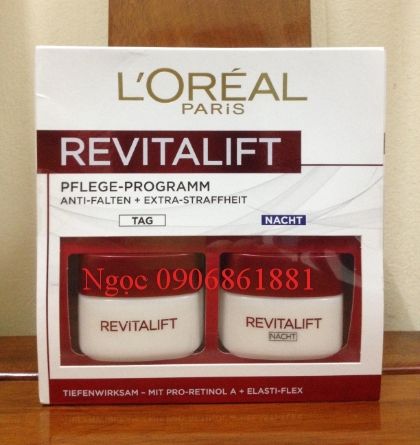 L'ORÉAL
PARiS
REVITALIFT
PFLEGE-PROGRAMM
ANTI-FALTEN + EXTRA-STRAFFHEIT
TAG NACHT
Ngọc 0906861881
REVITALIFT REVITALIFT
NACHT
TIEFENWIRKSAM – MIT PRO-RETINOL A + ELASTI-FLEX